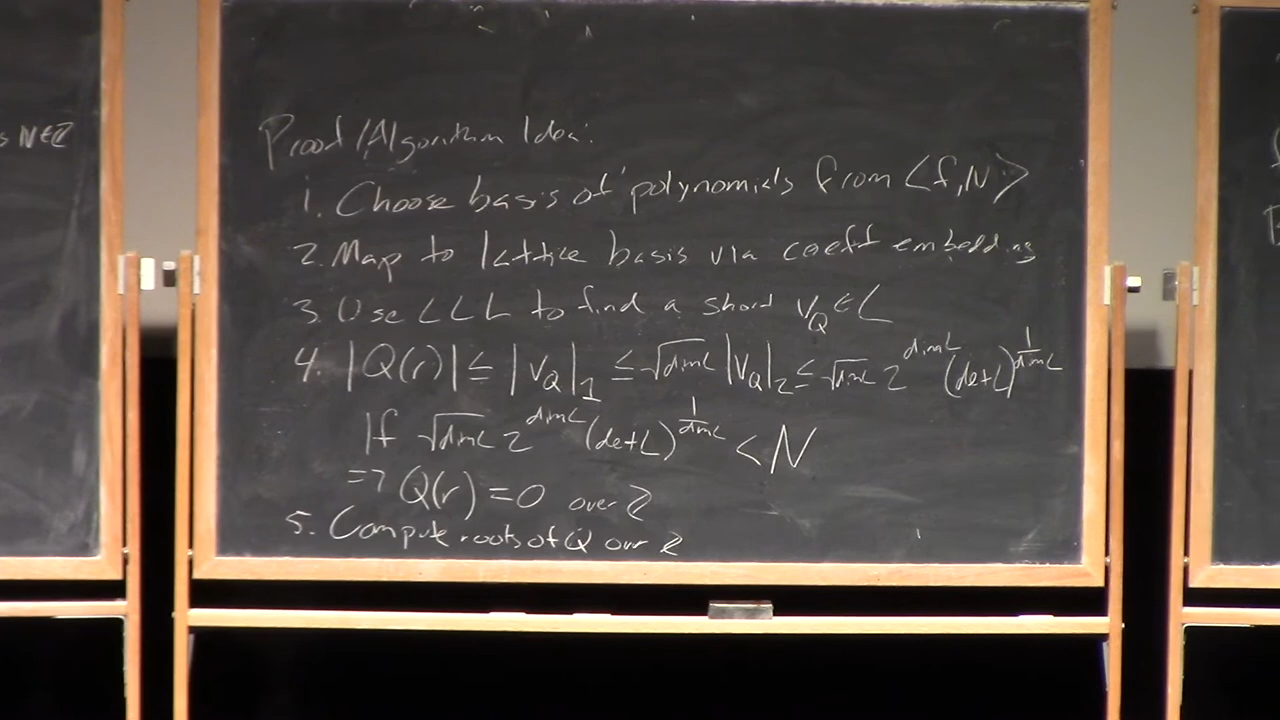 s N∈ℤ
Proof/Algorithm Idea:
1. Choose basis of polynomials from <f,N>
2. Map to lattice basis via coeff embedding
3. Use LLL to find a short v_Q ∈ L
4. |Q(r)| ≤ |v_Q|_1 ≤ √dim L |v_Q|_2 ≤ √dim L 2^{dim L} (det L)^{1/dim L}
If √dim L 2^{dim L} (det L)^{1/dim L} < N
=> Q(r) = 0 over ℤ
5. Compute roots of Q over ℤ